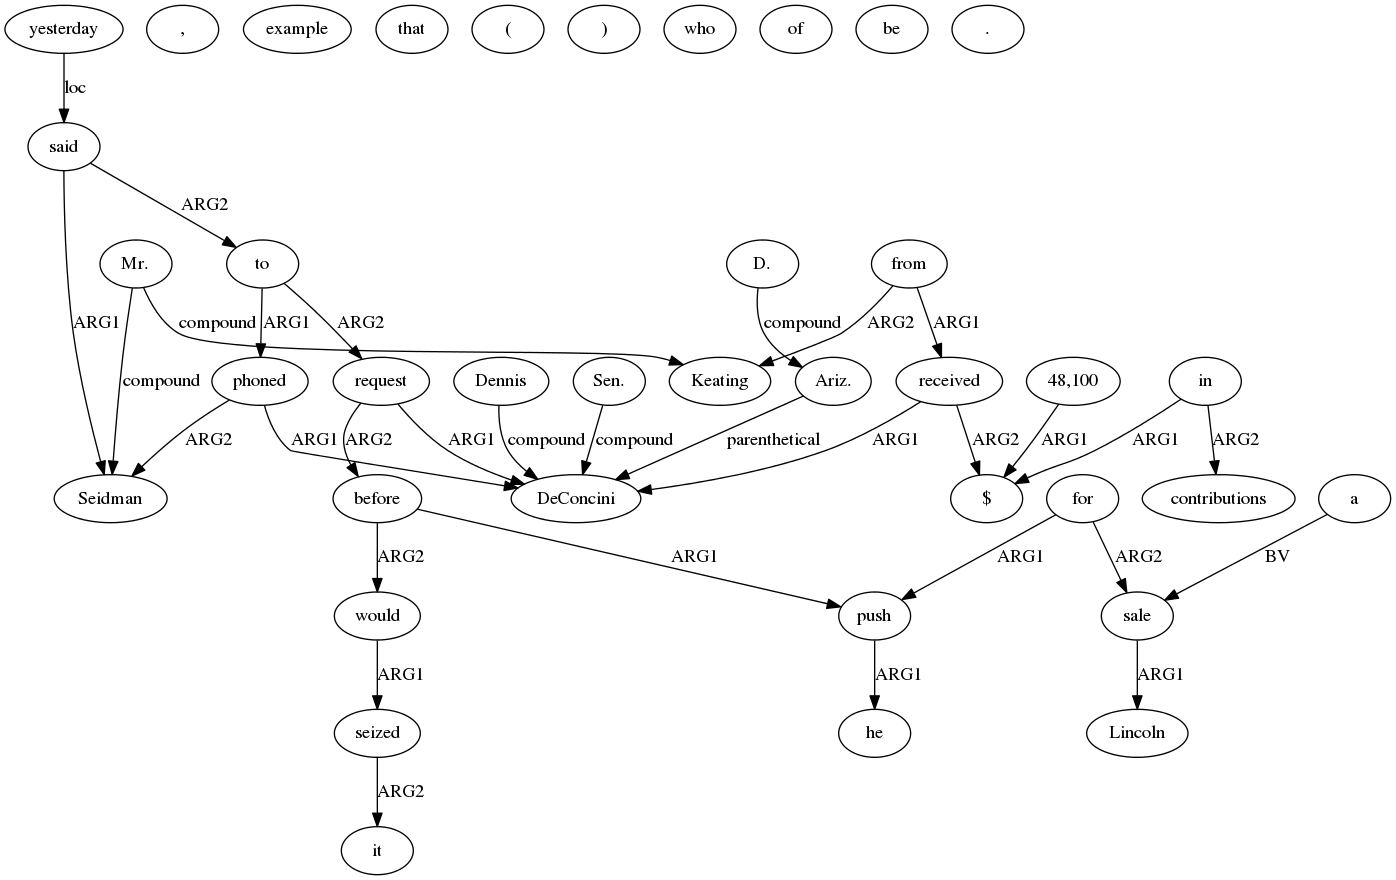 yesterday , example that ( ) who of be .
loc
said
ARG2
Mr. to D. from
ARG1 compound ARG1 ARG2 compound ARG2 ARG1
compound phoned request Dennis Sen. Keating Ariz. received 48,100 in
ARG2 ARG1 ARG2 ARG1 compound compound parenthetical ARG1 ARG2 ARG1 ARG1 ARG2
Seidman before DeConcini $ contributions for a
ARG2 ARG1 ARG1 ARG2 BV
would push sale
ARG1 ARG1 ARG1
seized he Lincoln
ARG2
it